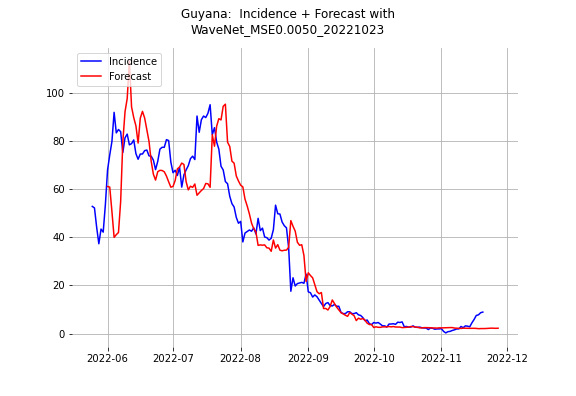 Guyana:  Incidence + Forecast with
WaveNet_MSE0.0050_20221023
Incidence
Forecast
100
80
60
40
20
0
2022-06 2022-07 2022-08 2022-09 2022-10 2022-11 2022-12